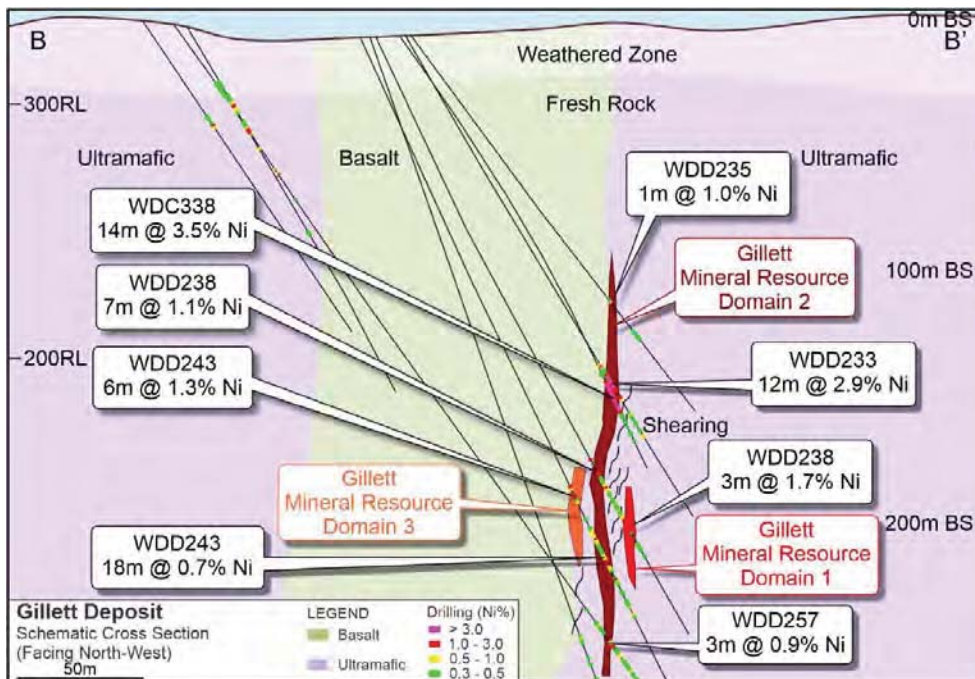 0m BS
B
B'
Weathered Zone
Fresh Rock
300RL
Ultramafic
Basalt
Ultramafic
WDD235
1m @ 1.0% Ni
WDC338
14m @ 3.5% Ni
Gillett
Mineral Resource
Domain 2
100m BS
WDD238
7m @ 1.1% Ni
200RL
WDD243
6m @ 1.3% Ni
WDD233
12m @ 2.9% Ni
Shearing
Gillett
Mineral Resource
Domain 3
WDD238
3m @ 1.7% Ni
200m BS
WDD243
18m @ 0.7% Ni
Gillett
Mineral Resource
Domain 1
WDD257
3m @ 0.9% Ni
Gillett Deposit
Schematic Cross Section
(Facing North-West)
50m
LEGEND
Basalt
Ultramafic
Drilling (Ni%)
> 3.0
1.0 - 3.0
0.5 - 1.0
0.3 - 0.5